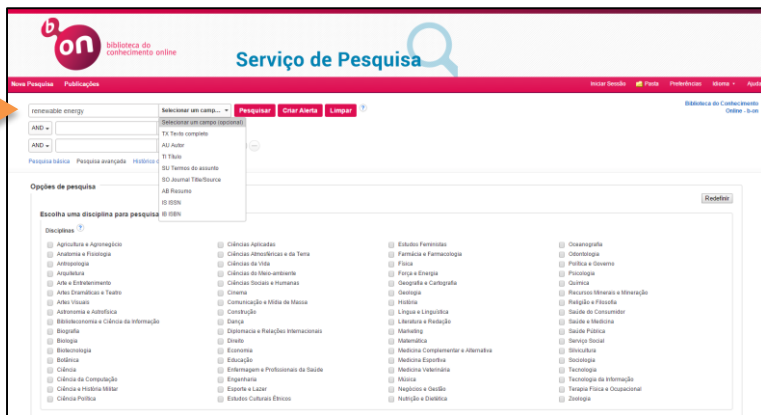 b
on
biblioteca do
conhecimento online
Serviço de Pesquisa
Nova Pesquisa Publicações Iniciar Sessão Pasta Preferências Idioma Ajuda
renewable energy Selecionar um camp... Pesquisar Criar Alerta Limpar ?
Biblioteca do Conhecimento
Online - b-on
AND Selecionar um campo (opcional)
TX Texto completo
AU Autor
AND TI Título
Pesquisa básica Pesquisa avançada Histórico
SU Termos do assunto
SO Journal Title/Source
AB Resumo
IS ISSN
IB ISBN
Opções de pesquisa
Redefinir
Escolha uma disciplina para pesquisa
Disciplinas ?
Agricultura e Agronegócio
Anatomia e Fisiologia
Antropologia
Arquitetura
Arte e Entretenimento
Artes Dramáticas e Teatro
Artes Visuais
Astronomia e Astrofísica
Biblioteconomia e Ciência da Informação
Biografia
Biologia
Biotecnologia
Botânica
Ciência
Ciência da Computação
Ciência e História Militar
Ciência Política
Ciências Aplicadas
Ciências Atmosféricas e da Terra
Ciências da Vida
Ciências do Meio-ambiente
Ciências Sociais e Humanas
Cinema
Comunicação e Mídia de Massa
Construção
Dança
Diplomacia e Relações Internacionais
Direito
Economia
Educação
Enfermagem e Profissionais da Saúde
Engenharia
Esporte e Lazer
Estudos Culturais Étnicos
Estudos Feministas
Farmácia e Farmacologia
Física
Força e Energia
Geografia e Cartografia
Geologia
História
Língua e Linguística
Literatura e Redação
Marketing
Matemática
Medicina Complementar e Alternativa
Medicina Esportiva
Medicina Veterinária
Música
Negócios e Gestão
Nutrição e Dietética
Oceanografia
Odontologia
Política e Governo
Psicologia
Química
Recursos Minerais e Mineração
Religião e Filosofia
Saúde do Consumidor
Saúde e Medicina
Saúde Pública
Serviço Social
Silvicultura
Sociologia
Tecnologia
Tecnologia da Informação
Terapia Física e Ocupacional
Zoologia